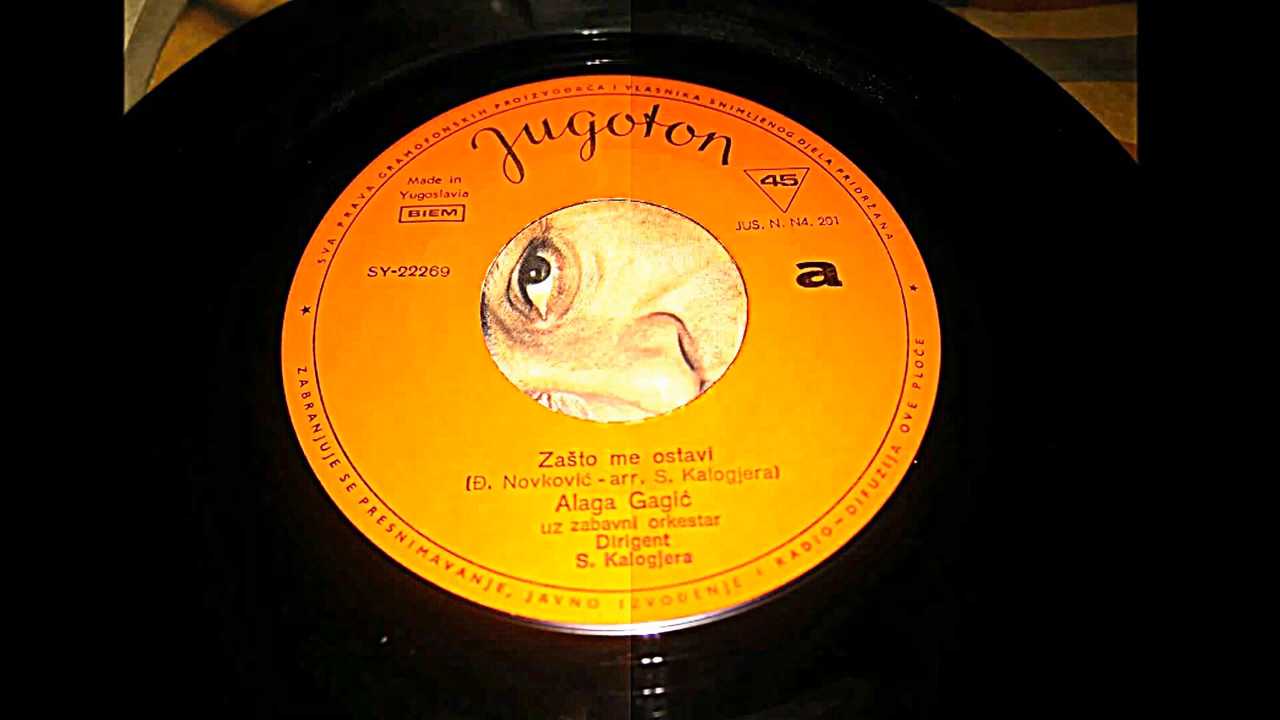 SVA PRAVA GRAMOFONSKIH PROIZVOĐAČA I VLASNIKA SNIMLJENOG DJELA PRIDRŽANA
Jugoton
Made in
Yugoslavia
BIEM
45
JUS. N. N4. 201
SY-22269
a
Zašto me ostavi
(Đ. Novković - arr. S. Kalogjera)
Alaga Gagić
uz zabavni orkestar
Dirigent
S. Kalogjera
ZABRANJUJE SE PRESNIMAVANJE, JAVNO IZVOĐENJE I RADIO-DIFUZIJA OVE PLOČE